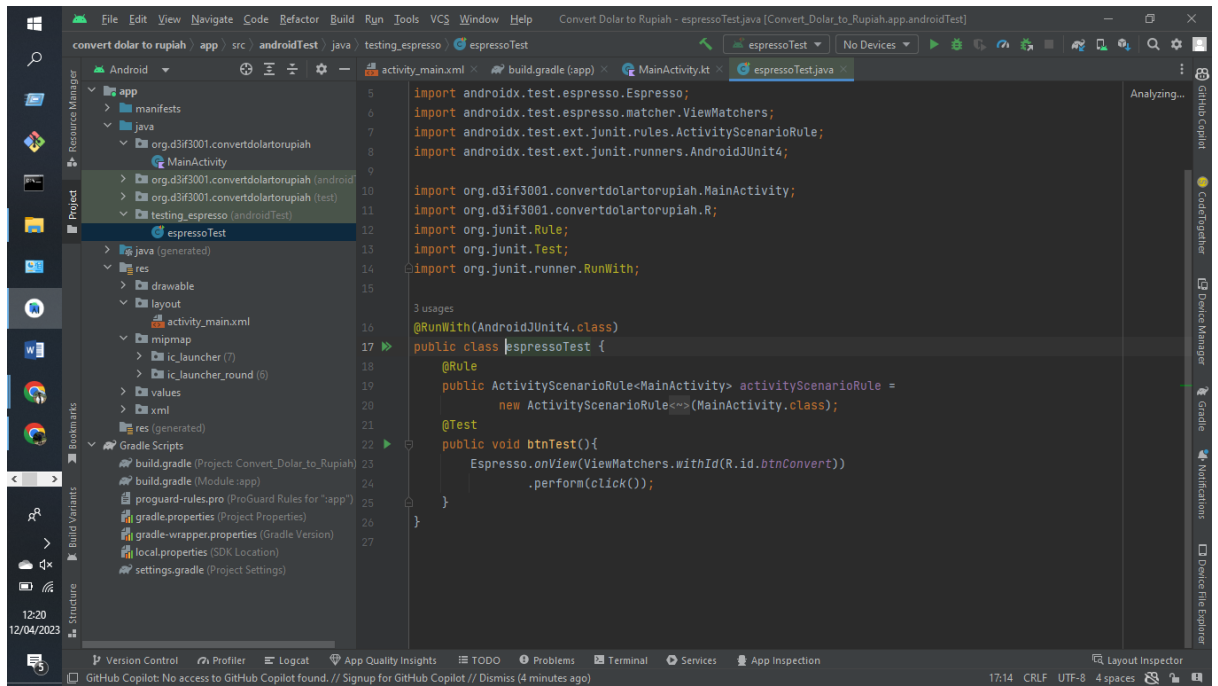 File Edit View Navigate Code Refactor Build Run Tools VCS Window Help Convert Dolar to Rupiah - espressoTest.java [Convert_Dolar_to_Rupiah.app.androidTest]
convert dolar to rupiah app src androidTest java testing_espresso espressoTest espressoTest No Devices
Android
activity_main.xml build.gradle (:app) MainActivity.kt espressoTest.java
Analyzing...
Resource Manager
Project
Bookmarks
Build Variants
Structure
app
manifests
java
org.d3if3001.convertdolartorupiah
MainActivity
org.d3if3001.convertdolartorupiah (android
org.d3if3001.convertdolartorupiah (test)
testing_espresso (androidTest)
espressoTest
java (generated)
res
drawable
layout
activity_main.xml
mipmap
ic_launcher (7)
ic_launcher_round (6)
values
xml
res (generated)
Gradle Scripts
build.gradle (Project: Convert_Dolar_to_Rupiah)
build.gradle (Module :app)
proguard-rules.pro (ProGuard Rules for ":app")
gradle.properties (Project Properties)
gradle-wrapper.properties (Gradle Version)
local.properties (SDK Location)
settings.gradle (Project Settings)
5 import androidx.test.espresso.Espresso;
6 import androidx.test.espresso.matcher.ViewMatchers;
7 import androidx.test.ext.junit.rules.ActivityScenarioRule;
8 import androidx.test.ext.junit.runners.AndroidJUnit4;
9
10 import org.d3if3001.convertdolartorupiah.MainActivity;
11 import org.d3if3001.convertdolartorupiah.R;
12 import org.junit.Rule;
13 import org.junit.Test;
14 import org.junit.runner.RunWith;
15
3 usages
16 @RunWith(AndroidJUnit4.class)
17 public class espressoTest {
18 @Rule
19 public ActivityScenarioRule<MainActivity> activityScenarioRule =
20 new ActivityScenarioRule<~>(MainActivity.class);
21 @Test
22 public void btnTest(){
23 Espresso.onView(ViewMatchers.withId(R.id.btnConvert))
24 .perform(click());
25 }
26 }
27
GitHub Copilot
CodeTogether
Device Manager
Gradle
Notifications
Device File Explorer
12:20
12/04/2023
5
Version Control Profiler Logcat App Quality Insights TODO Problems Terminal Services App Inspection Layout Inspector
GitHub Copilot: No access to GitHub Copilot found. // Signup for GitHub Copilot // Dismiss (4 minutes ago) 17:14 CRLF UTF-8 4 spaces